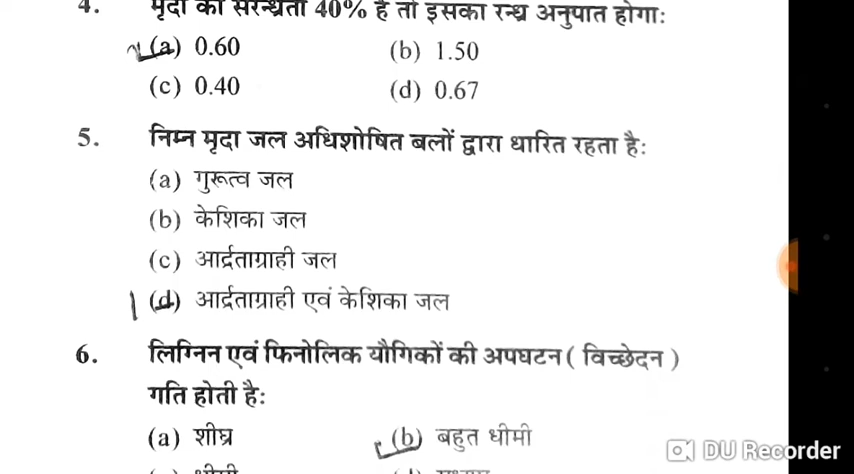 4. मृदा की सरन्ध्रता 40% है तो इसका रन्ध्र अनुपात होगाः
(a) 0.60 (b) 1.50
(c) 0.40 (d) 0.67
5. निम्न मृदा जल अधिशोषित बलों द्वारा धारित रहता हैः
(a) गुरूत्व जल
(b) केशिका जल
(c) आर्द्रताग्राही जल
(d) आर्द्रताग्राही एवं केशिका जल
6. लिग्निन एवं फिनोलिक यौगिकों की अपघटन ( विच्छेदन )
गति होती हैः
(a) शीघ्र (b) बहुत धीमी
DU Recorder